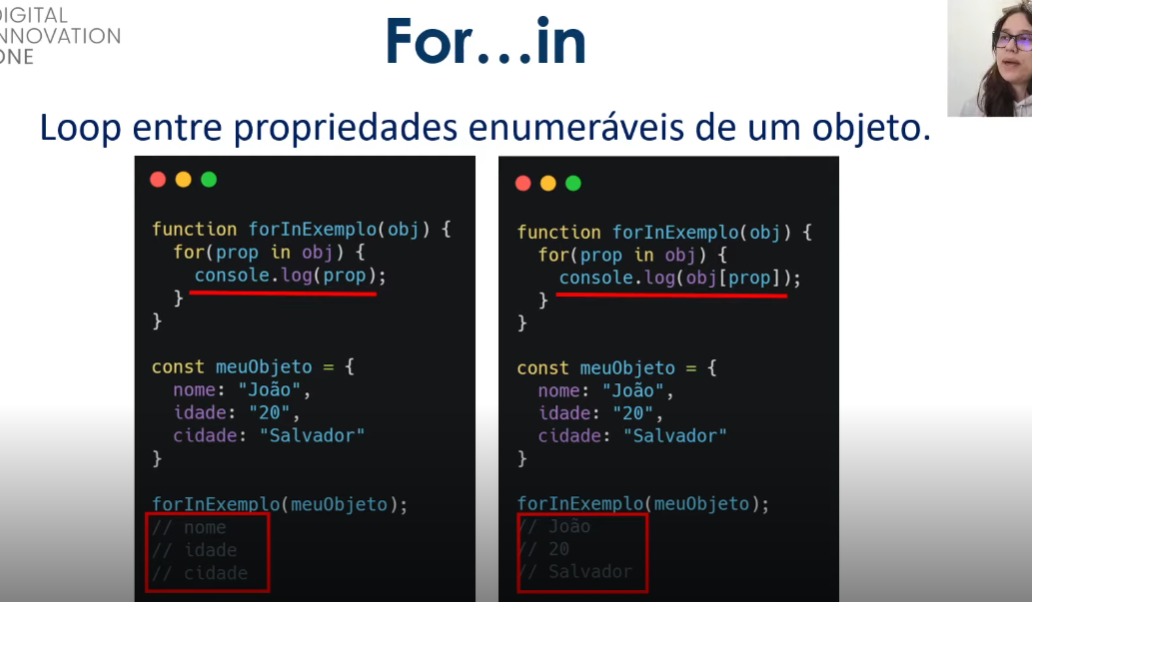 DIGITAL
INNOVATION
ONE
For...in
Loop entre propriedades enumeráveis de um objeto.
function forInExemplo(obj) {
for(prop in obj) {
console.log(prop);
}
}
const meuObjeto = {
nome: "João",
idade: "20",
cidade: "Salvador"
}
forInExemplo(meuObjeto);
// nome
// idade
// cidade
function forInExemplo(obj) {
for(prop in obj) {
console.log(obj[prop]);
}
}
const meuObjeto = {
nome: "João",
idade: "20",
cidade: "Salvador"
}
forInExemplo(meuObjeto);
// João
// 20
// Salvador